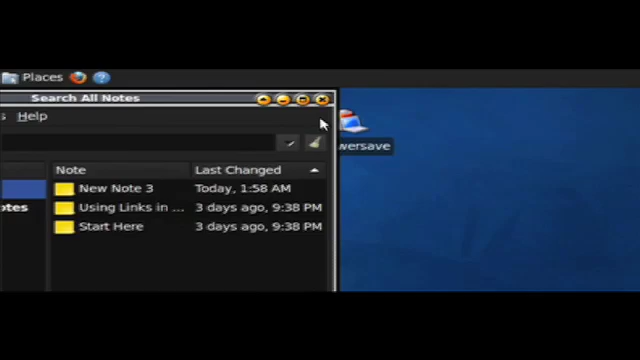 Places
Search All Notes
s Help
wersave
Note Last Changed
New Note 3 Today, 1:58 AM
otes Using Links in ... 3 days ago, 9:38 PM
Start Here 3 days ago, 9:38 PM